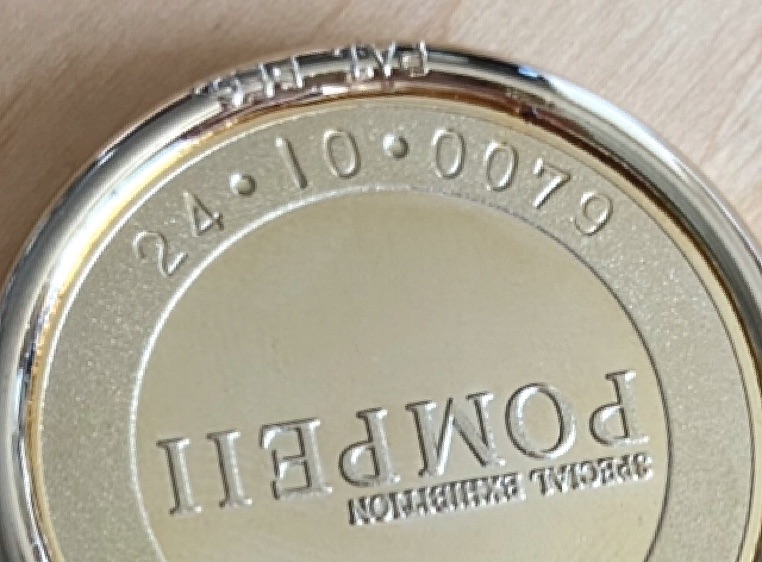 24·10·0079
SPECIAL EXHIBITION
POMPEII